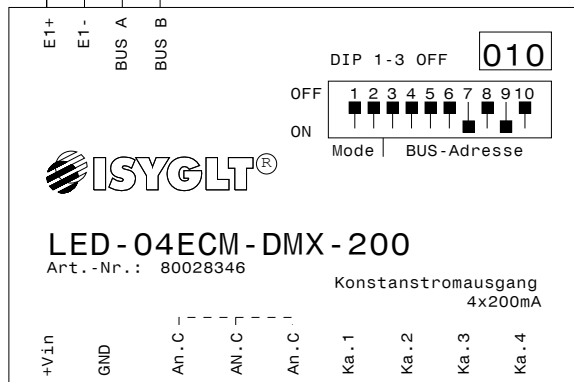 E1+
E1-
BUS A
BUS B
DIP 1-3 OFF
010
OFF
1 2 3 4 5 6 7 8 9 10
ON
Mode
BUS-Adresse
ISYGLT®
LED-04ECM-DMX-200
Art.-Nr.: 80028346
Konstanstromausgang
4x200mA
+Vin
GND
An.C
AN.C
An.C
Ka.1
Ka.2
Ka.3
Ka.4